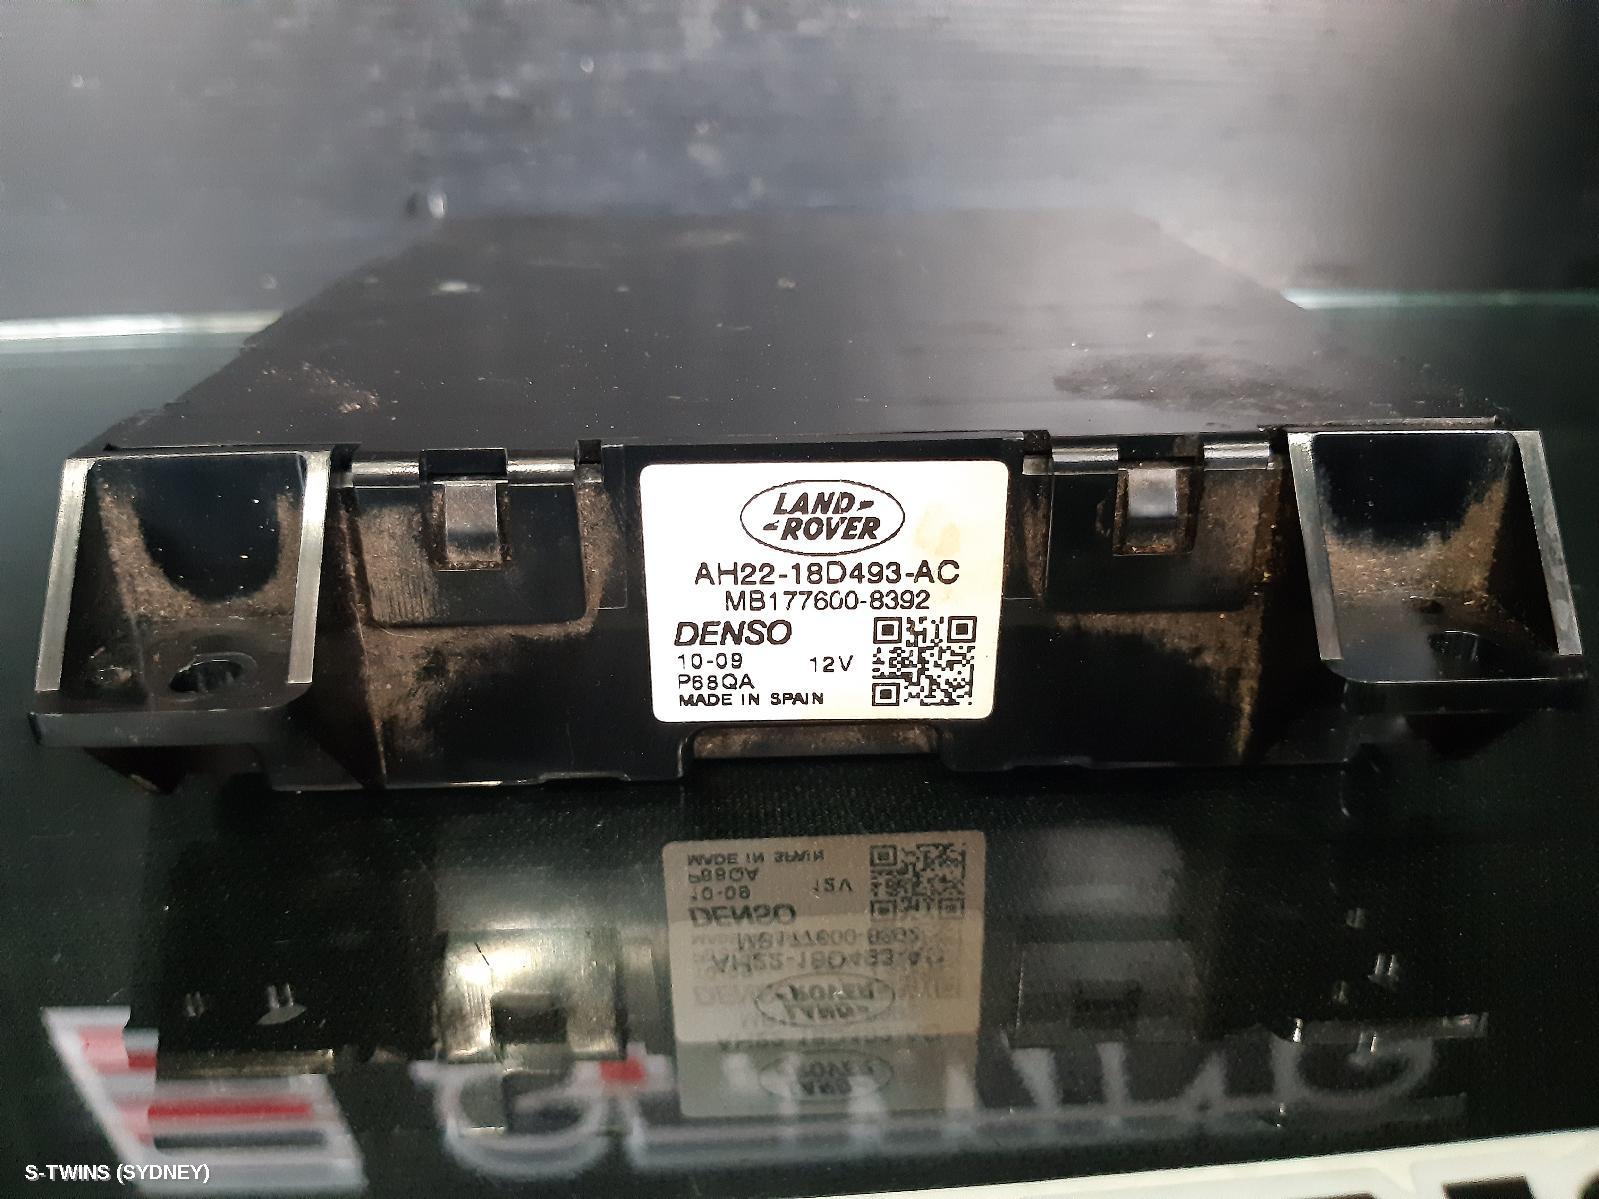 LAND-
-ROVER
AH22-18D493-AC
MB177600-8392
DENSO
10-09 12V
P68QA
MADE IN SPAIN
S-TWINS (SYDNEY)